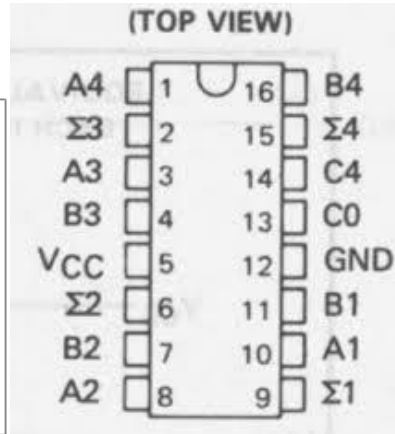 (TOP VIEW)
A4 1 16 B4
Σ3 2 15 Σ4
A3 3 14 C4
B3 4 13 C0
VCC 5 12 GND
Σ2 6 11 B1
B2 7 10 A1
A2 8 9 Σ1